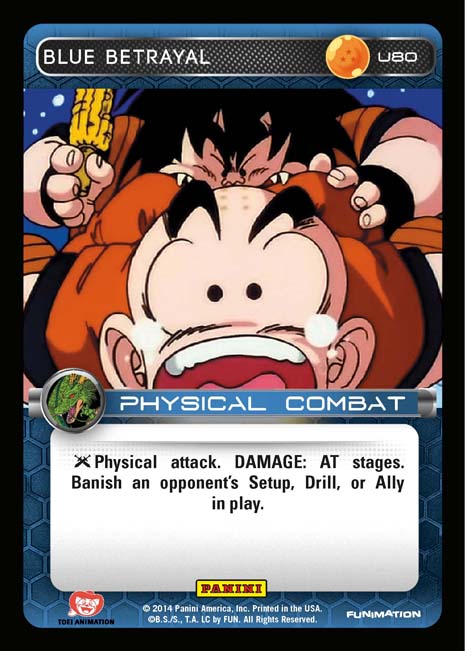 BLUE BETRAYAL
U80
PHYSICAL COMBAT
Physical attack. DAMAGE: AT stages.
Banish an opponent's Setup, Drill, or Ally
in play.
PANINI
TOEI ANIMATION
© 2014 Panini America, Inc. Printed in the USA.
©B.S./S., T.A. LC by FUN. All Rights Reserved.
FUNIMATION